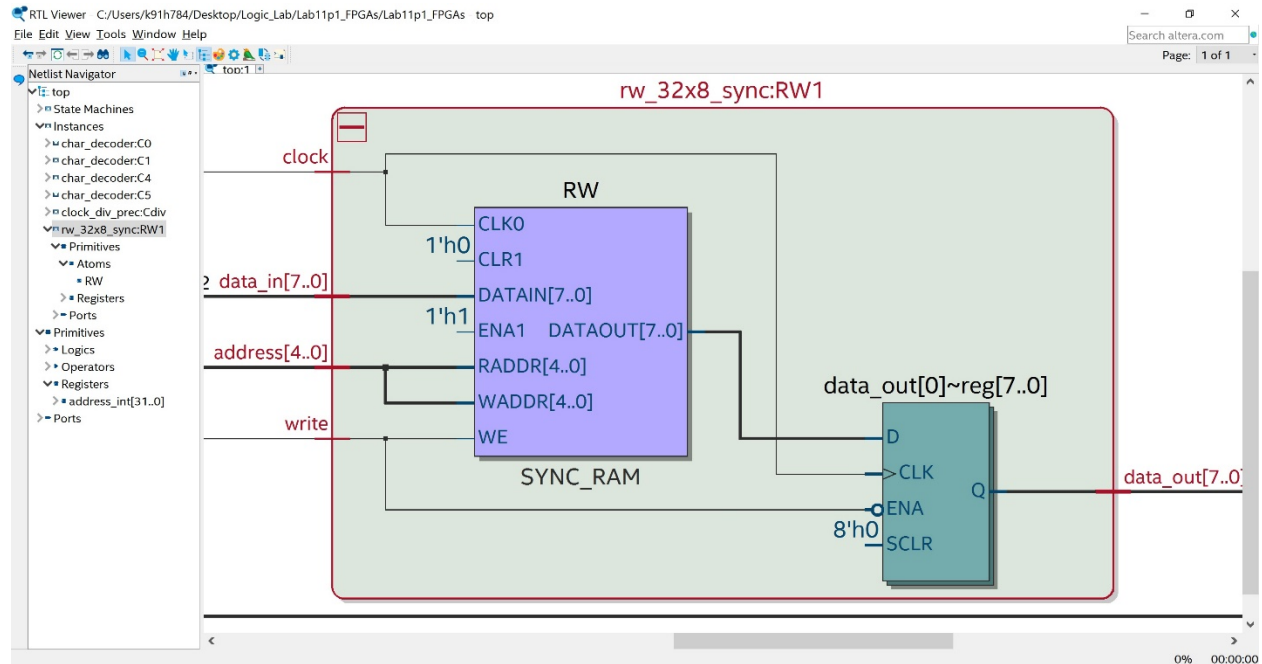 RTL Viewer C:/Users/k91h784/Desktop/Logic_Lab/Lab11p1_FPGAs/Lab11p1_FPGAs top
File Edit View Tools Window Help
Search altera.com
Page: 1 of 1
Netlist Navigator
top:1
top
State Machines
Instances
char_decoder:C0
char_decoder:C1
char_decoder:C4
char_decoder:C5
clock_div_prec:Cdiv
rw_32x8_sync:RW1
Primitives
Atoms
RW
Registers
Ports
Primitives
Logics
Operators
Registers
address_int[31..0]
Ports
rw_32x8_sync:RW1
clock
RW
CLK0
1'h0
CLR1
2 data_in[7..0]
DATAIN[7..0]
1'h1
ENA1 DATAOUT[7..0]
address[4..0]
RADDR[4..0]
WADDR[4..0]
write
WE
SYNC_RAM
data_out[0]~reg[7..0]
D
CLK
Q
ENA
8'h0
SCLR
data_out[7..0]
0% 00:00:00